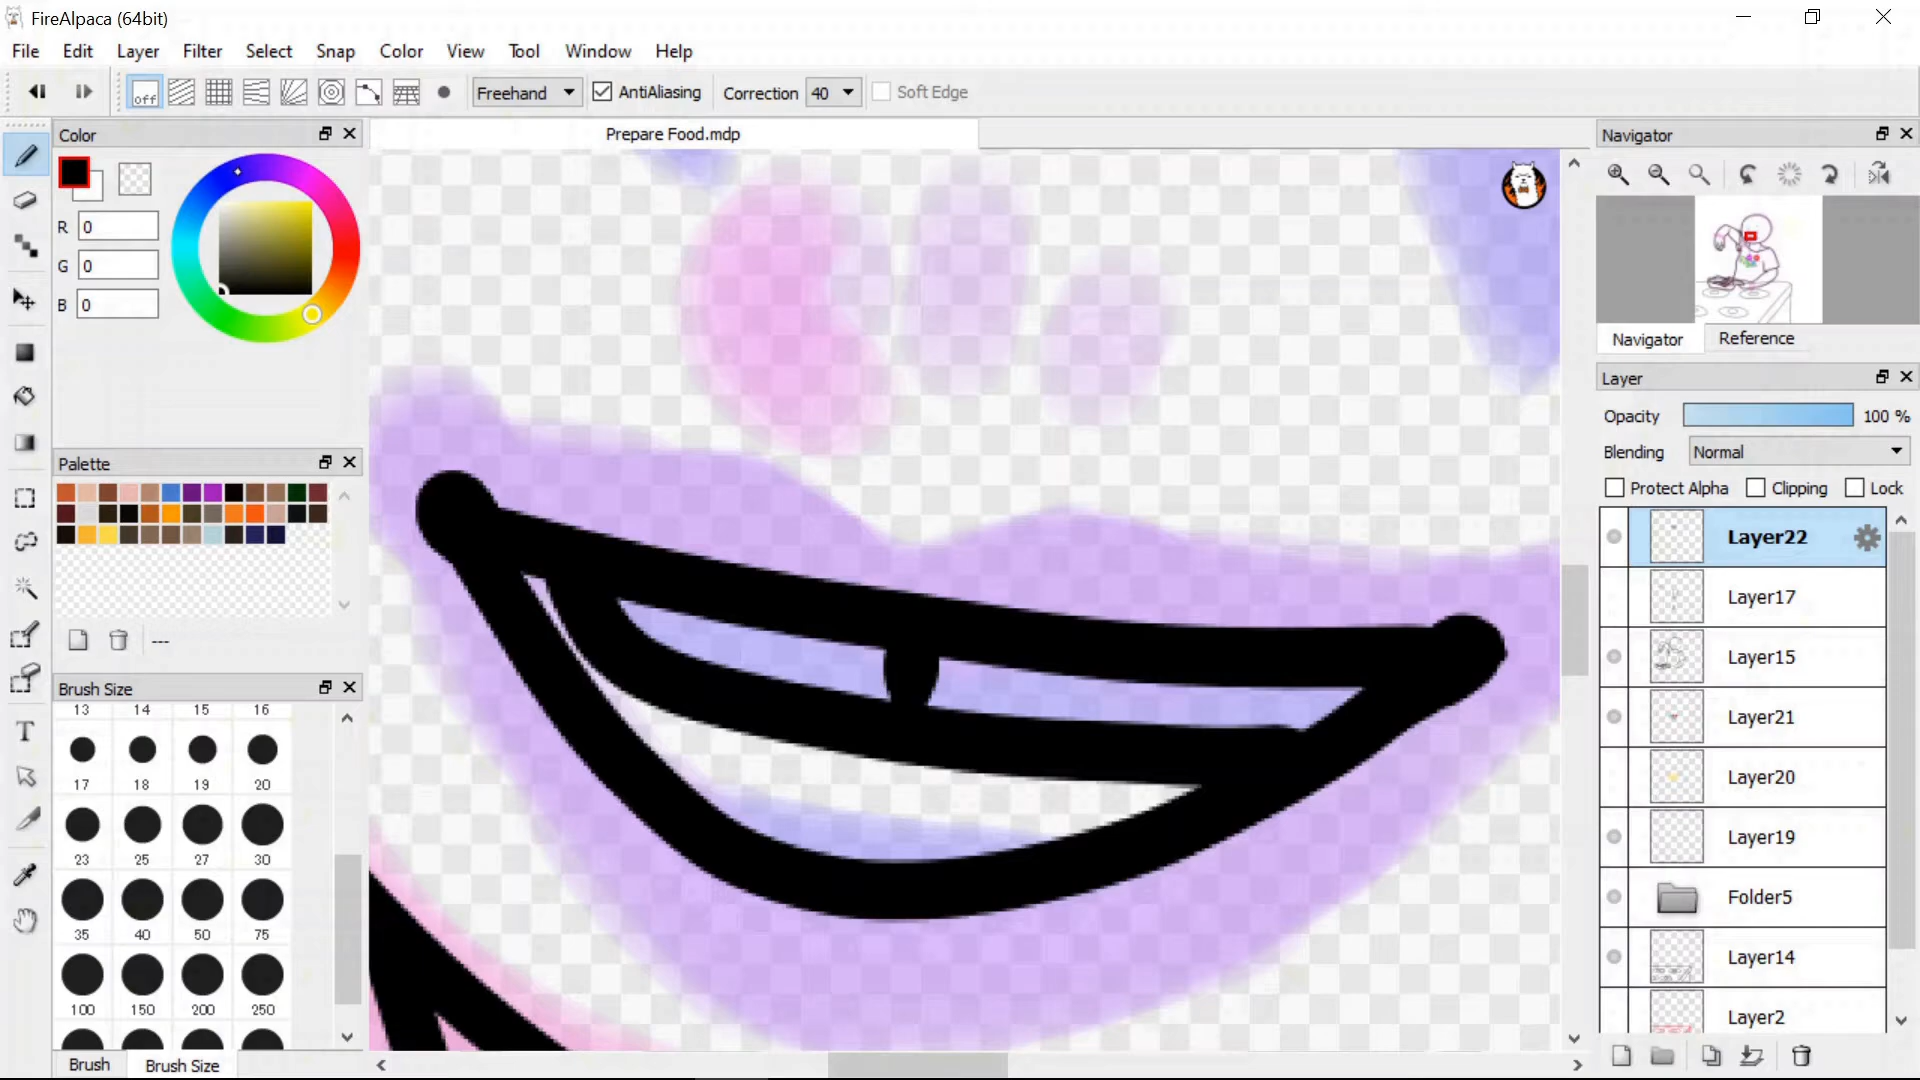 FireAlpaca (64bit)
File Edit Layer Filter Select Snap Color View Tool Window Help
off Freehand AntiAliasing Correction 40 Soft Edge
Color
Prepare Food.mdp
Navigator
R 0
G 0
B 0
Navigator Reference
Layer
Opacity 100 %
Blending Normal
Protect Alpha Clipping Lock
Palette
---
Layer22
Layer17
Layer15
Layer21
Layer20
Layer19
Folder5
Layer14
Layer2
Brush Size
13 14 15 16
17 18 19 20
23 25 27 30
35 40 50 75
100 150 200 250
Brush Brush Size
T